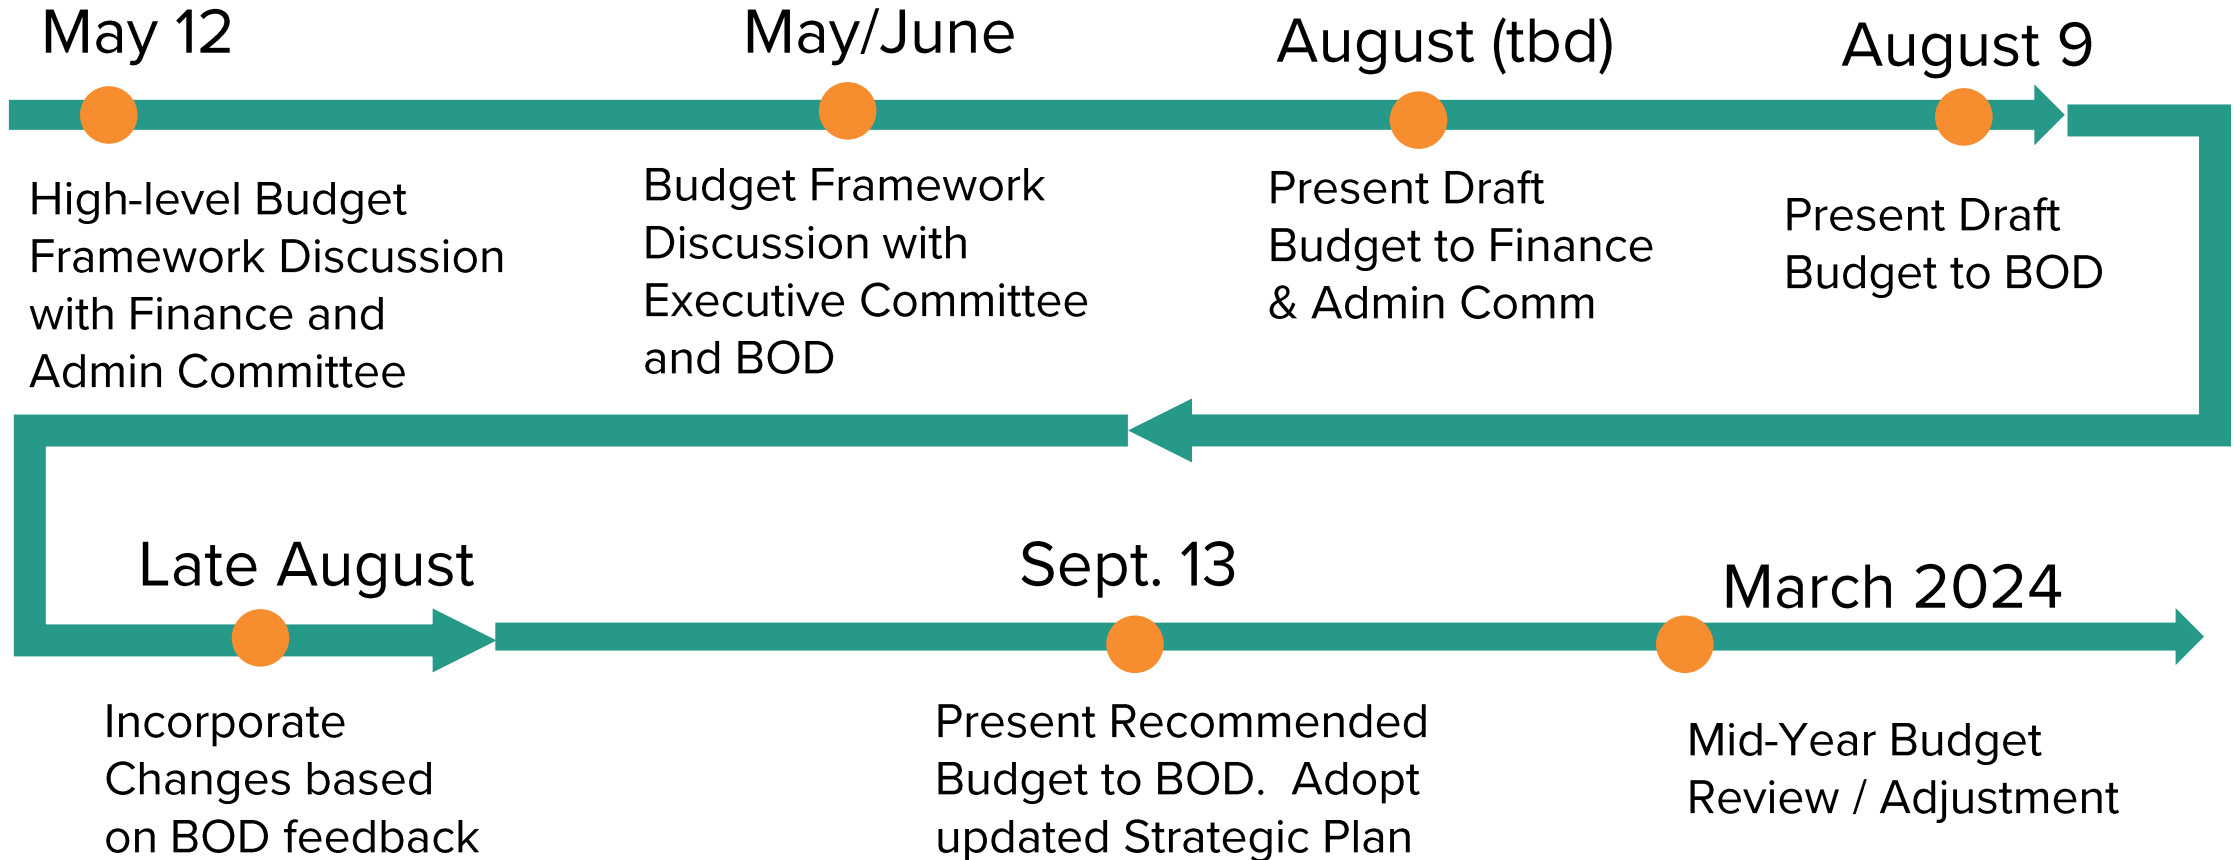 May 12
High-level Budget
Framework Discussion
with Finance and
Admin Committee
May/June
Budget Framework
Discussion with
Executive Committee
and BOD
August (tbd)
Present Draft
Budget to Finance
& Admin Comm
August 9
Present Draft
Budget to BOD
Late August
Incorporate
Changes based
on BOD feedback
Sept. 13
Present Recommended
Budget to BOD.  Adopt
updated Strategic Plan
March 2024
Mid-Year Budget
Review / Adjustment